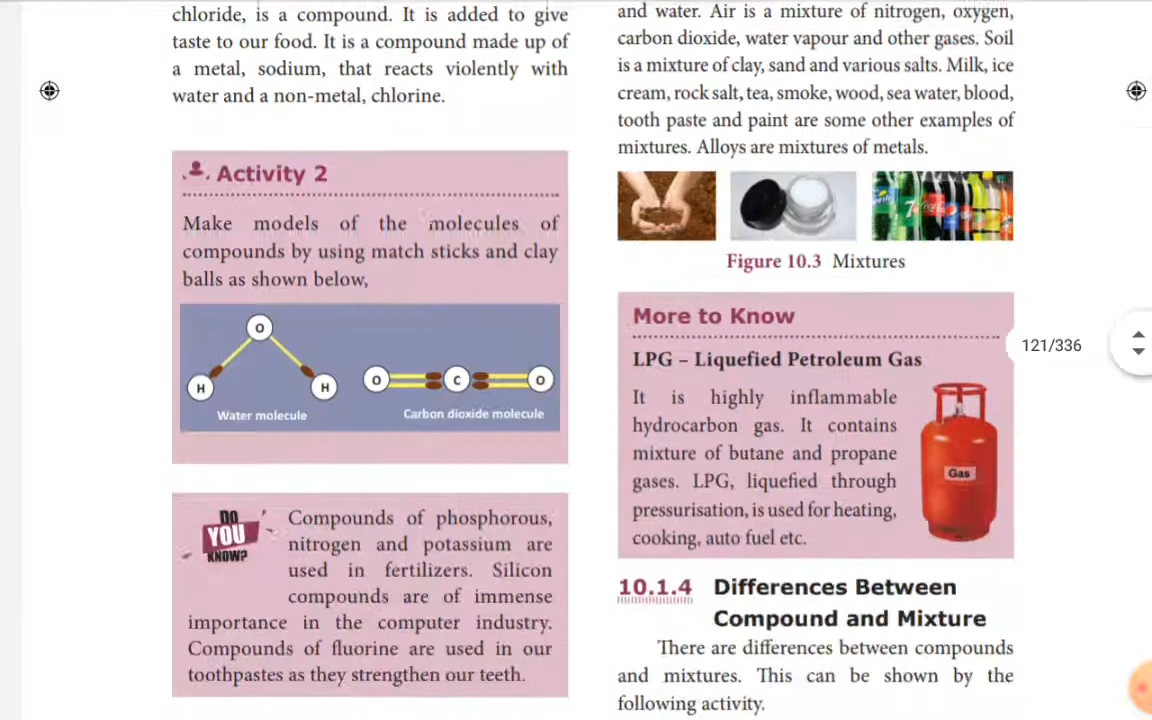 chloride, is a compound. It is added to give
taste to our food. It is a compound made up of
a metal, sodium, that reacts violently with
water and a non-metal, chlorine.
Activity 2
Make models of the molecules of
compounds by using match sticks and clay
balls as shown below,
O
H
H
Water molecule
O
C
O
Carbon dioxide molecule
DO
YOU
KNOW?
Compounds of phosphorous,
nitrogen and potassium are
used in fertilizers. Silicon
compounds are of immense
importance in the computer industry.
Compounds of fluorine are used in our
toothpastes as they strengthen our teeth.
and water. Air is a mixture of nitrogen, oxygen,
carbon dioxide, water vapour and other gases. Soil
is a mixture of clay, sand and various salts. Milk, ice
cream, rock salt, tea, smoke, wood, sea water, blood,
tooth paste and paint are some other examples of
mixtures. Alloys are mixtures of metals.
Figure 10.3 Mixtures
More to Know
LPG – Liquefied Petroleum Gas
It is highly inflammable
hydrocarbon gas. It contains
mixture of butane and propane
gases. LPG, liquefied through
pressurisation, is used for heating,
cooking, auto fuel etc.
Gas
10.1.4 Differences Between
Compound and Mixture
There are differences between compounds
and mixtures. This can be shown by the
following activity.
121/336